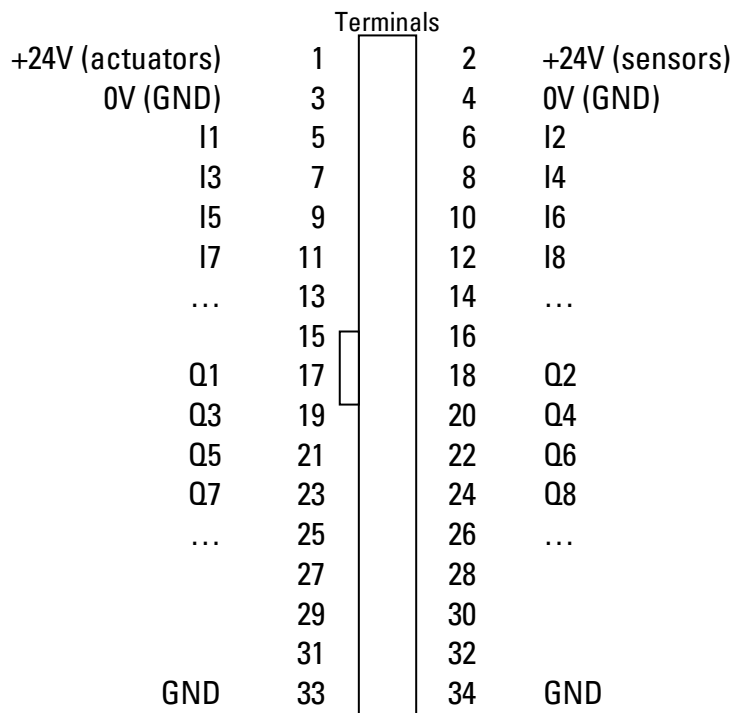 Terminals
+24V (actuators) 1 2 +24V (sensors)
0V (GND) 3 4 0V (GND)
I1 5 6 I2
I3 7 8 I4
I5 9 10 I6
I7 11 12 I8
... 13 14 ...
15 16
Q1 17 18 Q2
Q3 19 20 Q4
Q5 21 22 Q6
Q7 23 24 Q8
... 25 26 ...
27 28
29 30
31 32
GND 33 34 GND